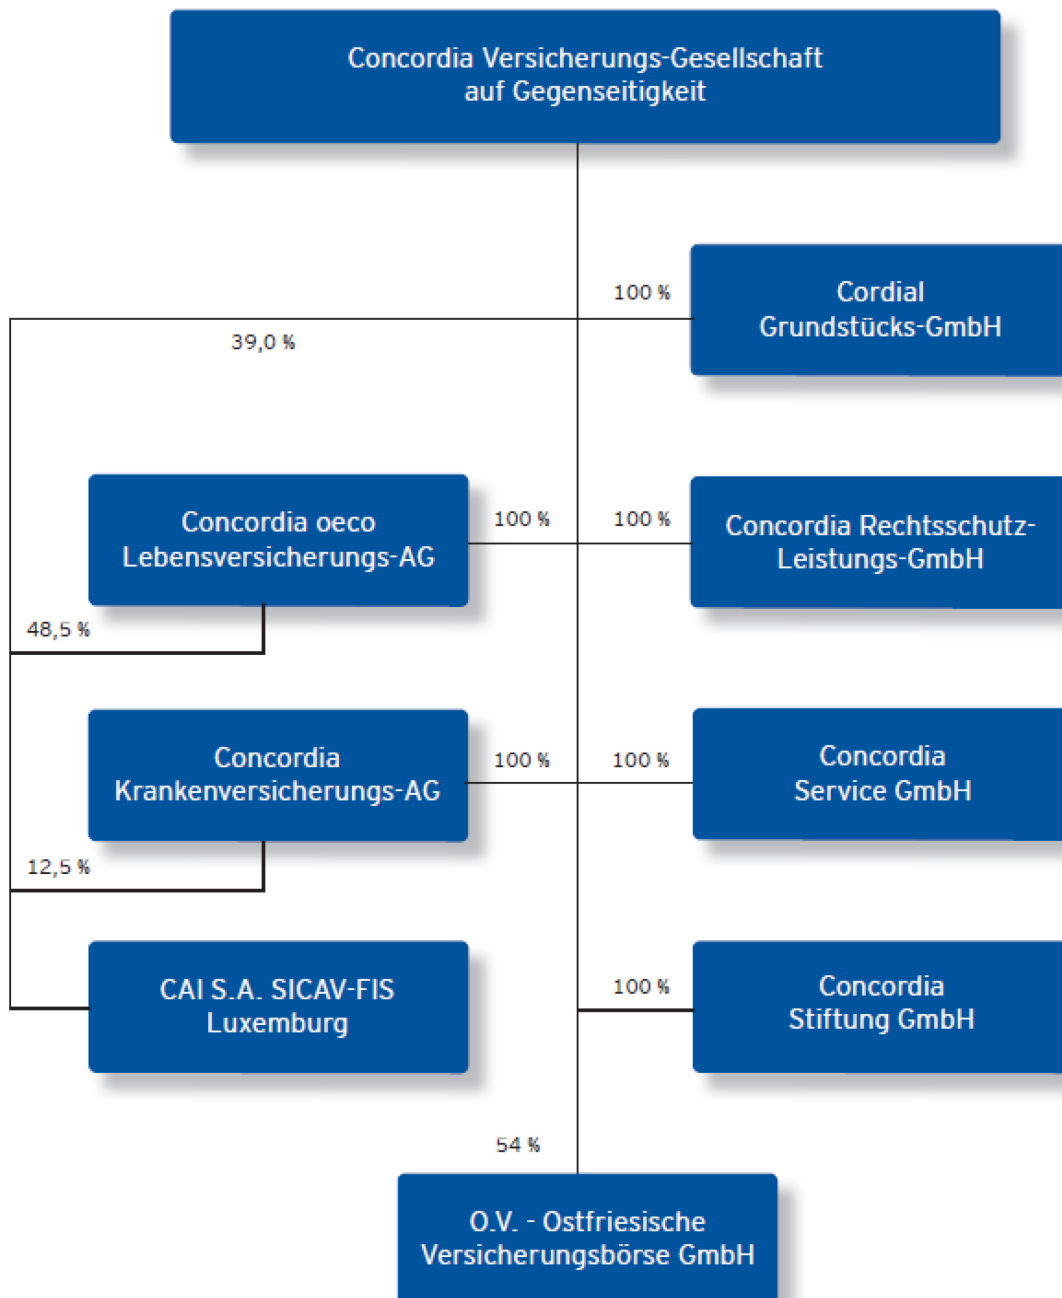 Concordia Versicherungs-Gesellschaft
auf Gegenseitigkeit
100 %
Cordial
Grundstücks-GmbH
39,0 %
Concordia oeco
Lebensversicherungs-AG
100 %
100 %
Concordia Rechtsschutz-
Leistungs-GmbH
48,5 %
Concordia
Krankenversicherungs-AG
100 %
100 %
Concordia
Service GmbH
12,5 %
CAI S.A. SICAV-FIS
Luxemburg
100 %
Concordia
Stiftung GmbH
54 %
O.V. - Ostfriesische
Versicherungsbörse GmbH